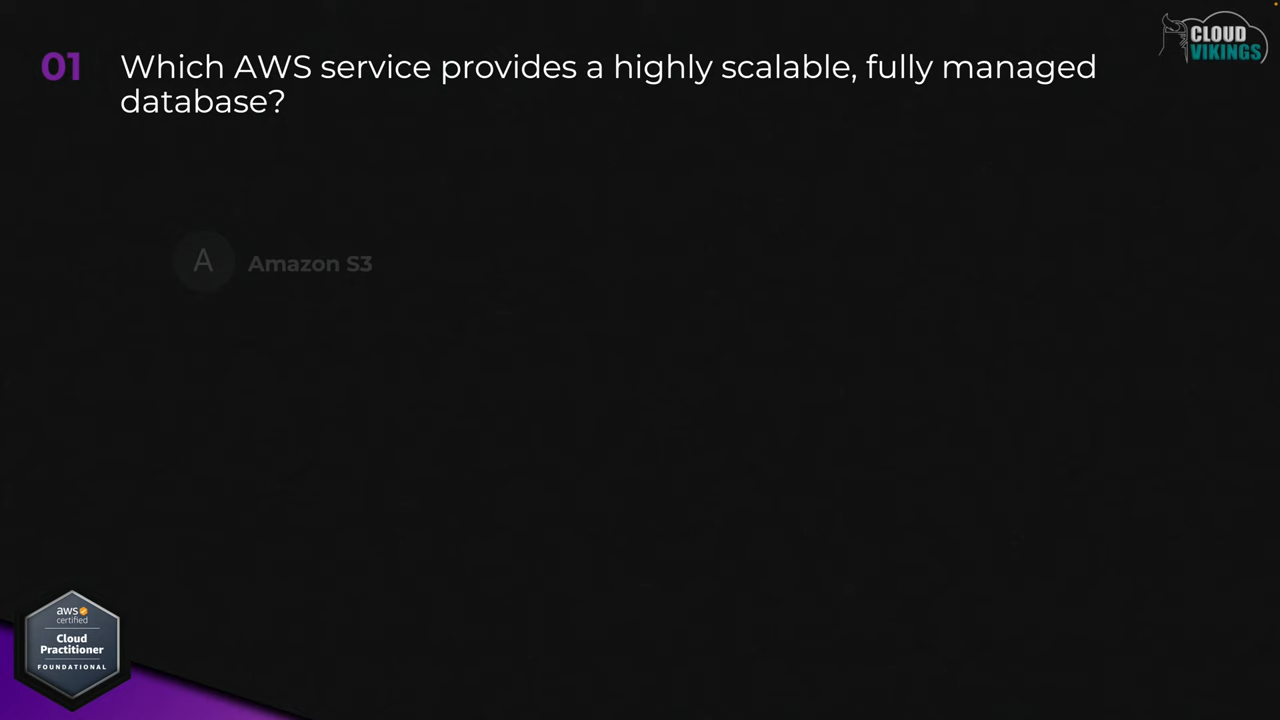 01 Which AWS service provides a highly scalable, fully managed
database?
CLOUD
VIKINGS
A Amazon S3
aws
certified
Cloud
Practitioner
FOUNDATIONAL